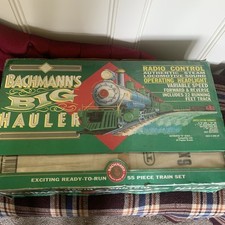 BACHMANN'S
BIG
HAULER
RADIO CONTROL
AUTHENTIC STEAM
LOCOMOTIVE SOUND
OPERATING HEADLIGHT
VARIABLE SPEED
FORWARD & REVERSE
INCLUDES 21 RUNNING
FEET TRACK
EXCITING READY-TO-RUN 55 PIECE TRAIN SET